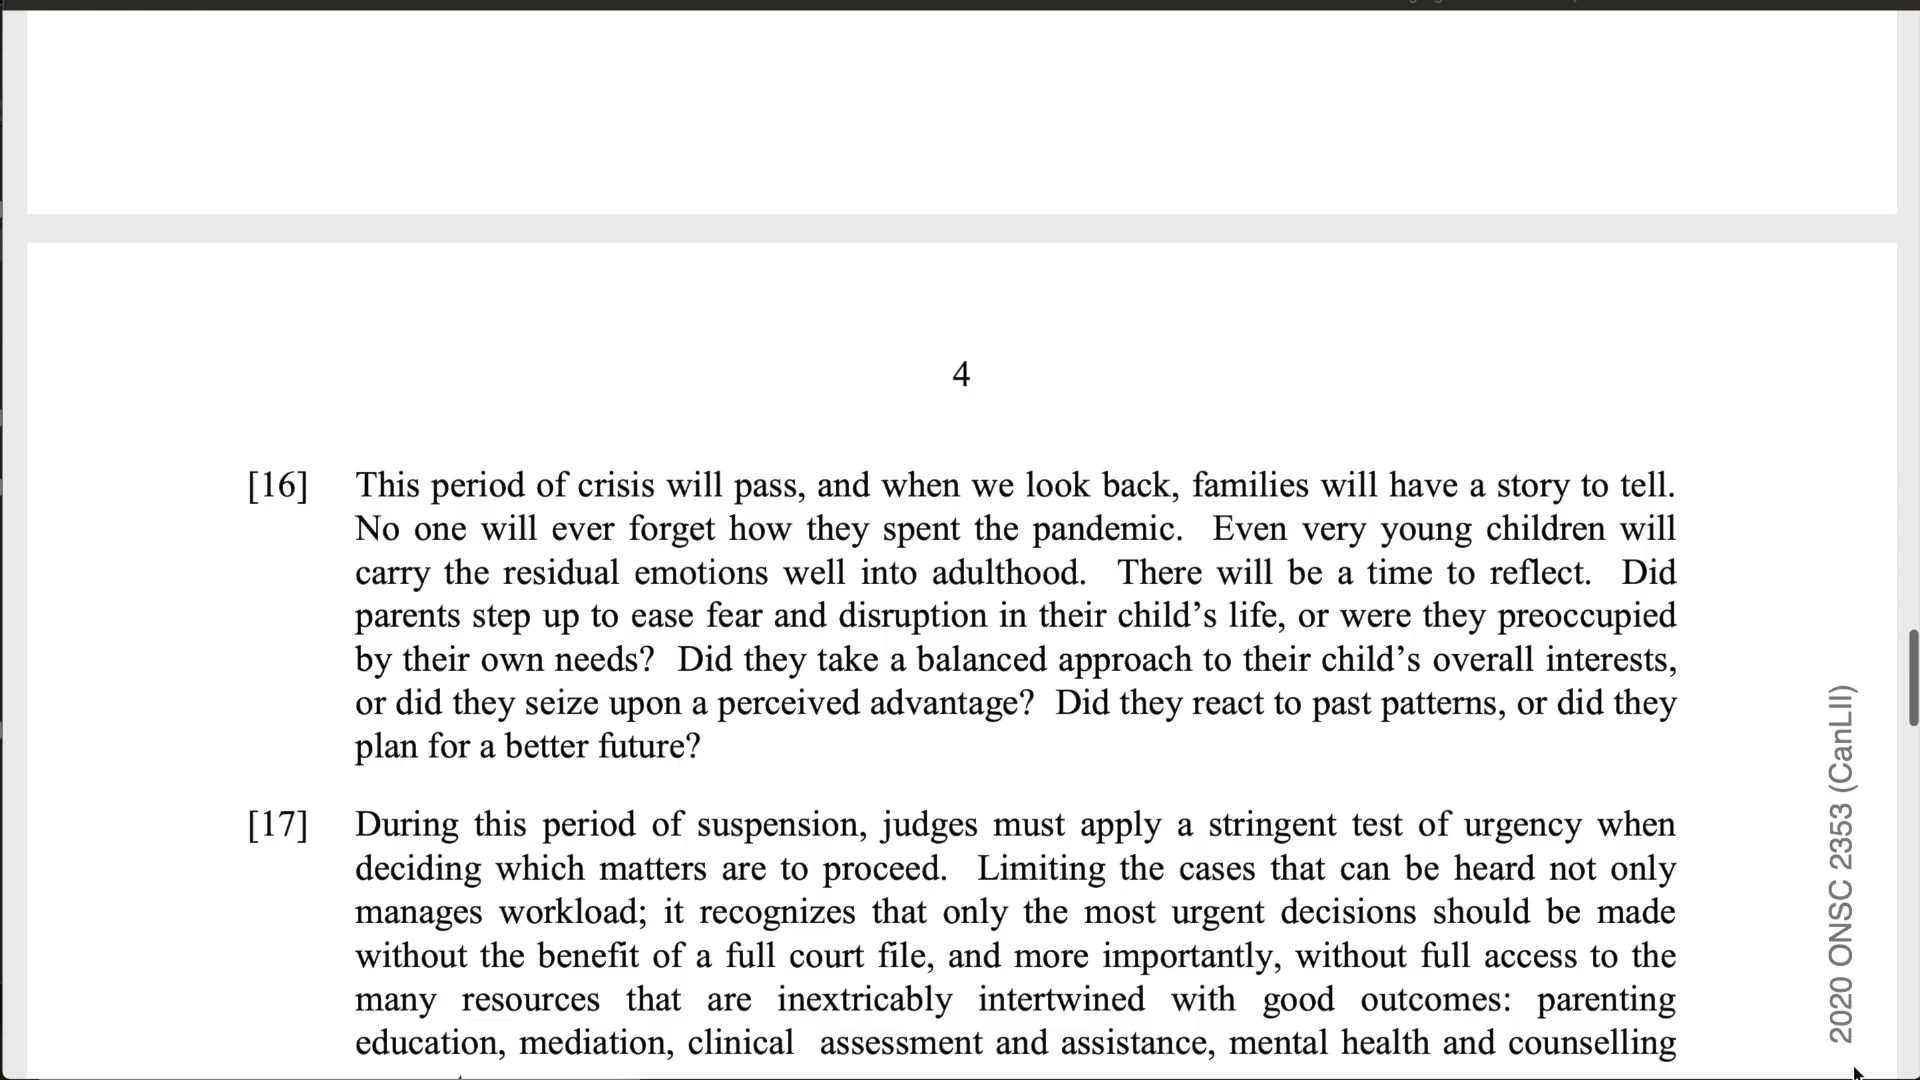 4
[16] This period of crisis will pass, and when we look back, families will have a story to tell.
No one will ever forget how they spent the pandemic. Even very young children will
carry the residual emotions well into adulthood. There will be a time to reflect. Did
parents step up to ease fear and disruption in their child’s life, or were they preoccupied
by their own needs? Did they take a balanced approach to their child’s overall interests,
or did they seize upon a perceived advantage? Did they react to past patterns, or did they
plan for a better future?
[17] During this period of suspension, judges must apply a stringent test of urgency when
deciding which matters are to proceed. Limiting the cases that can be heard not only
manages workload; it recognizes that only the most urgent decisions should be made
without the benefit of a full court file, and more importantly, without full access to the
many resources that are inextricably intertwined with good outcomes: parenting
education, mediation, clinical assessment and assistance, mental health and counselling
2020 ONSC 2353 (CanLII)